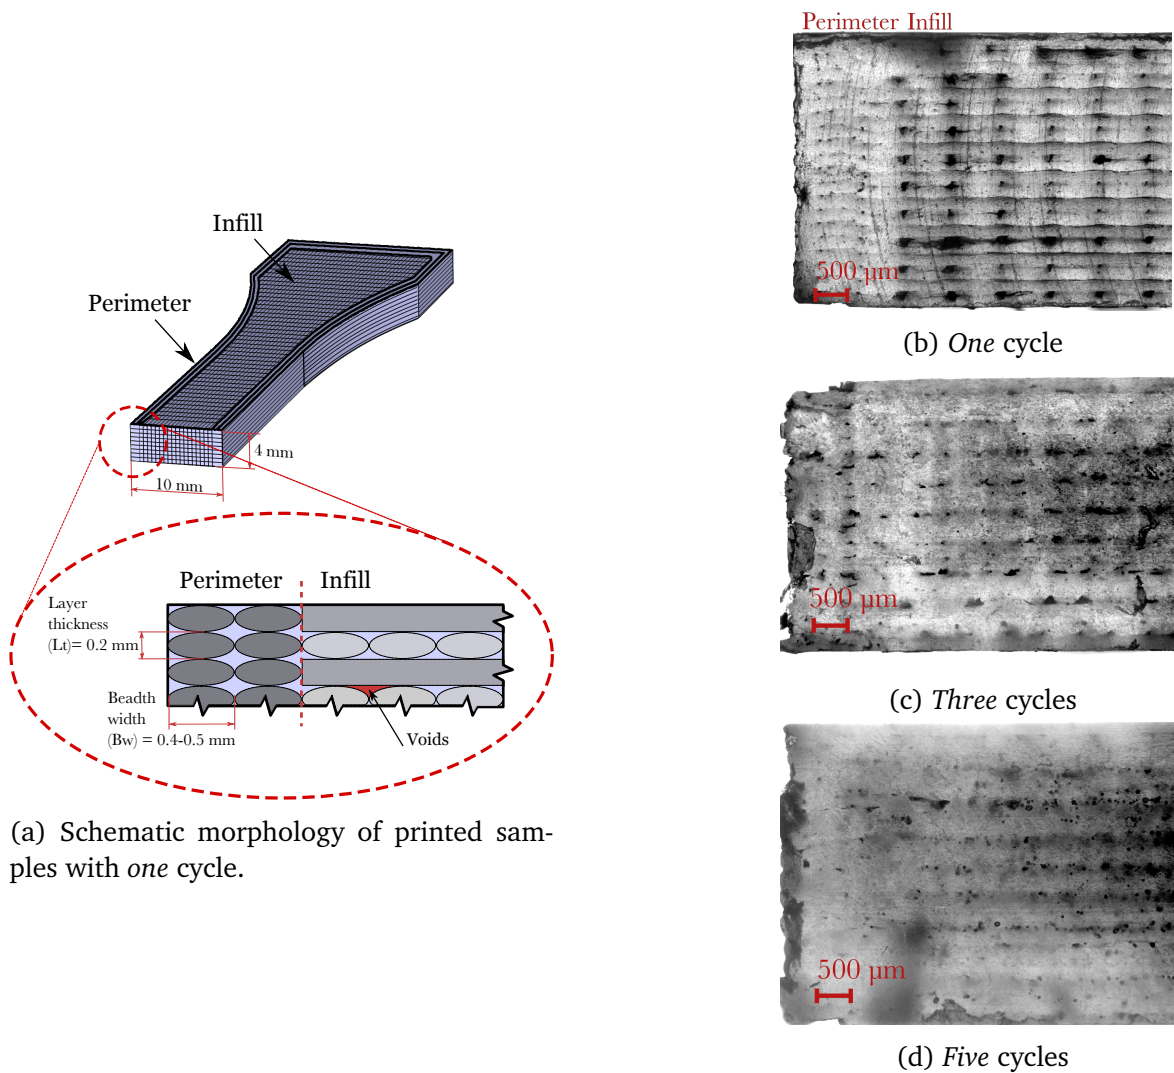 Infill
Perimeter
4 mm
10 mm
Perimeter
Infill
Layer
thickness
(Lt)= 0.2 mm
Beadth
width
(Bw) = 0.4-0.5 mm
Voids
(a) Schematic morphology of printed sam-
ples with one cycle.
Perimeter Infill
500 μm
(b) One cycle
500 μm
(c) Three cycles
500 μm
(d) Five cycles